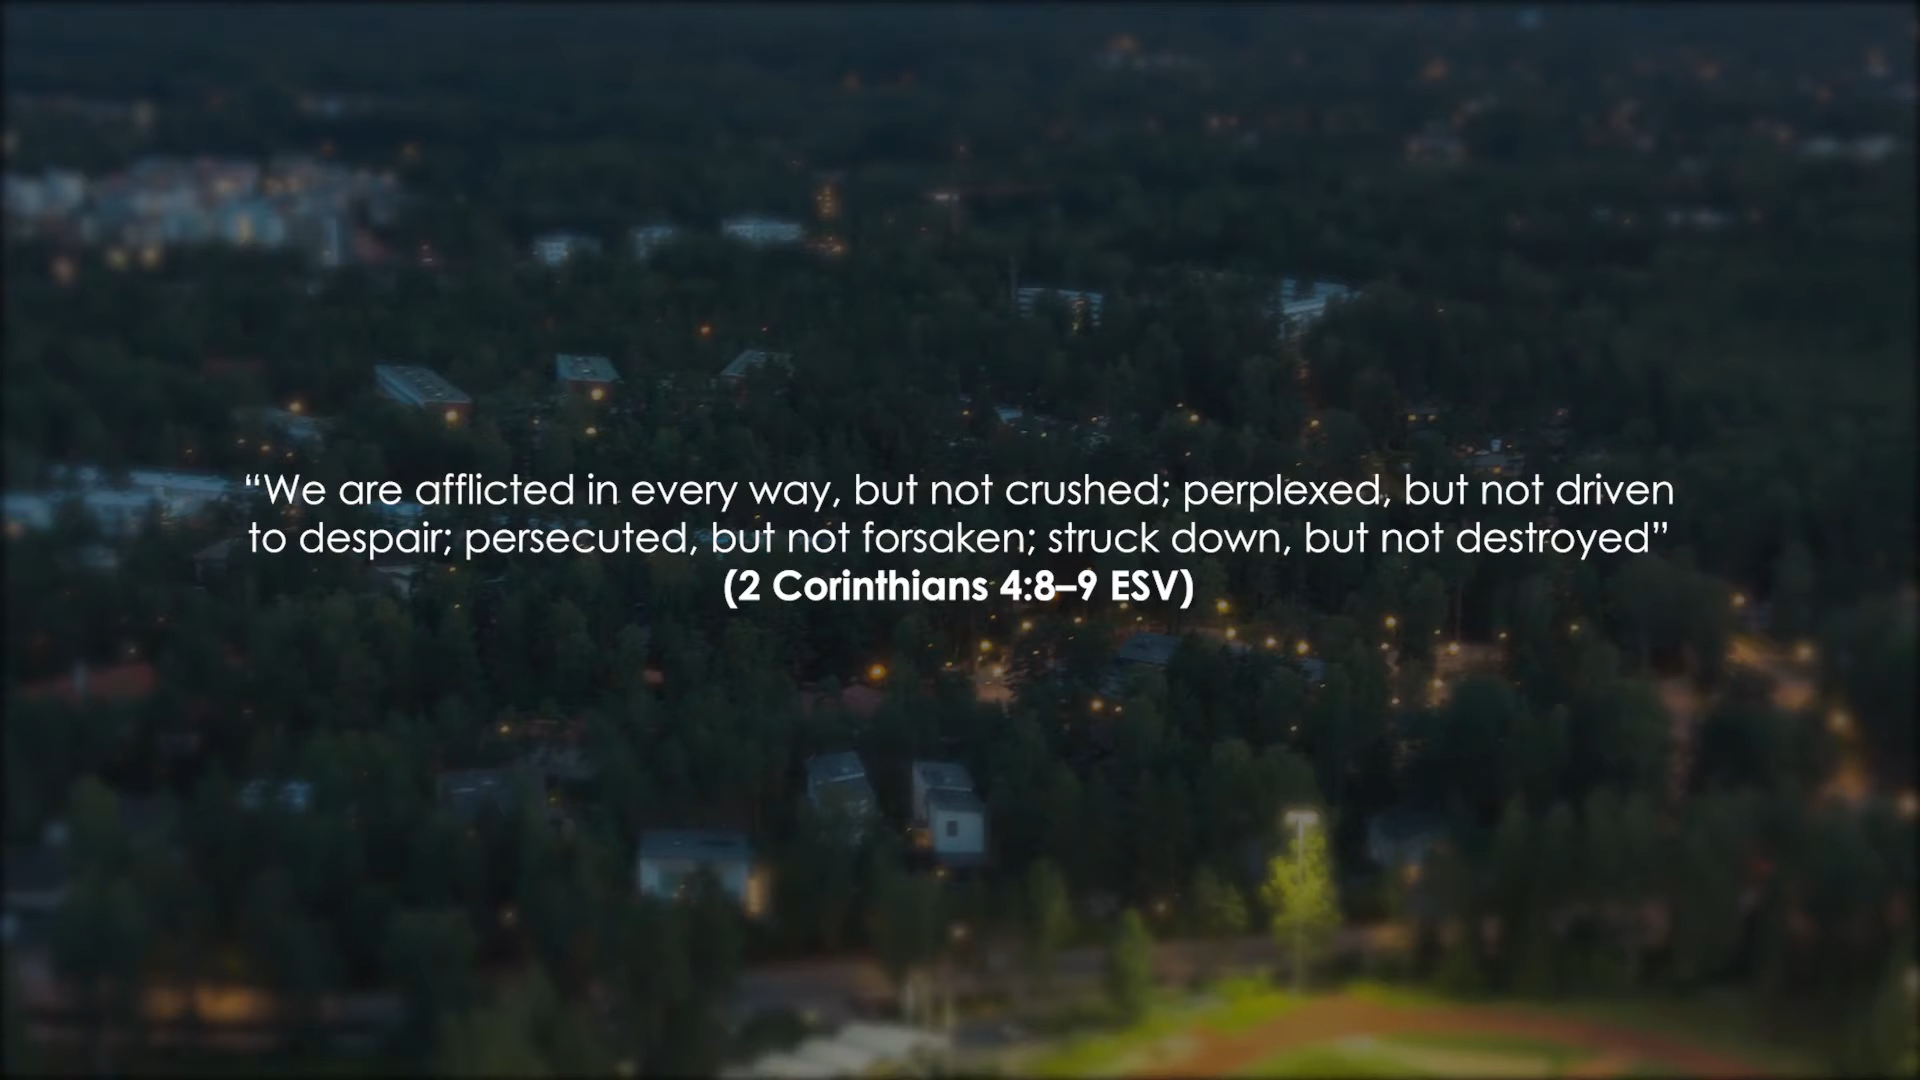 “We are afflicted in every way, but not crushed; perplexed, but not driven
to despair; persecuted, but not forsaken; struck down, but not destroyed”
(2 Corinthians 4:8–9 ESV)